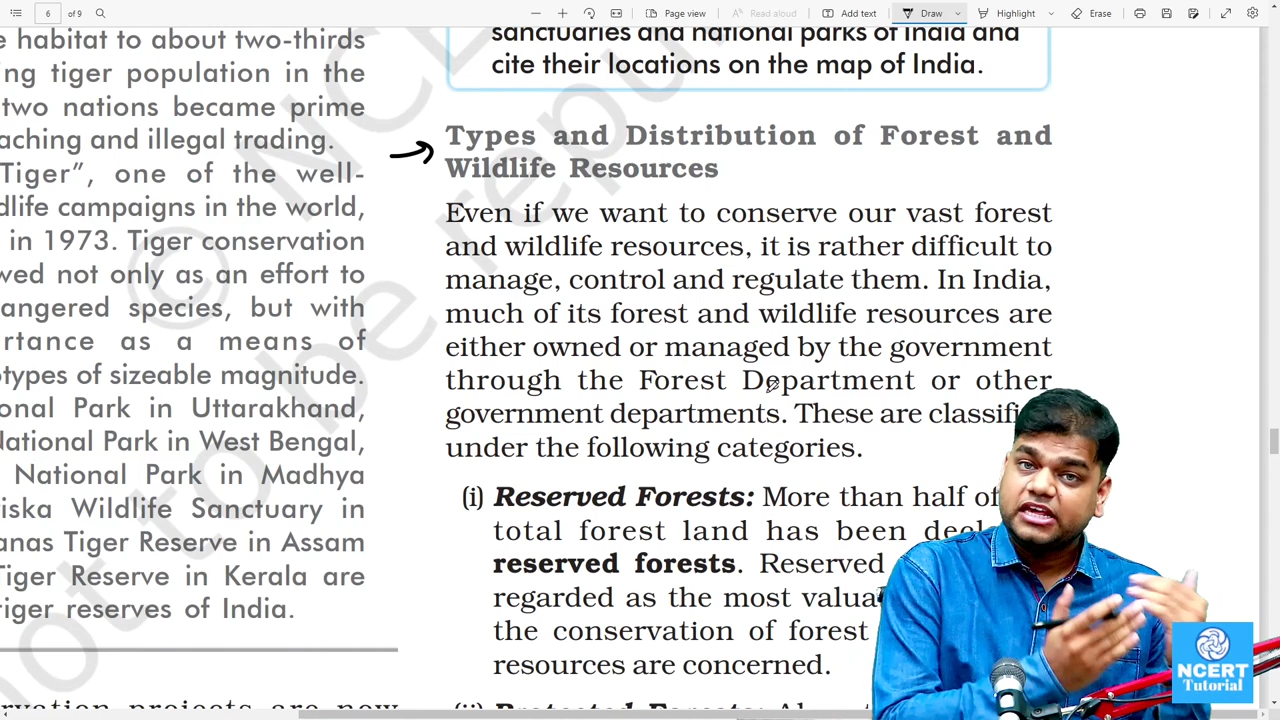 6 of 9
Page view
Read aloud
Add text
Draw
Highlight
Erase
e habitat to about two-thirds
ing tiger population in the
two nations became prime
aching and illegal trading.
Tiger”, one of the well-
dlife campaigns in the world,
in 1973. Tiger conservation
wed not only as an effort to
dangered species, but with
rtance as a means of
otypes of sizeable magnitude.
onal Park in Uttarakhand,
National Park in West Bengal,
National Park in Madhya
iska Wildlife Sanctuary in
anas Tiger Reserve in Assam
Tiger Reserve in Kerala are
tiger reserves of India.
sanctuaries and national parks of India and
cite their locations on the map of India.
Types and Distribution of Forest and
Wildlife Resources
Even if we want to conserve our vast forest
and wildlife resources, it is rather difficult to
manage, control and regulate them. In India,
much of its forest and wildlife resources are
either owned or managed by the government
through the Forest Department or other
government departments. These are classifi
under the following categories.
(i) Reserved Forests: More than half of
total forest land has been decl
reserved forests. Reserved
regarded as the most valua
the conservation of forest
resources are concerned.
© NCE
not to be republ
NCERT
Tutorial